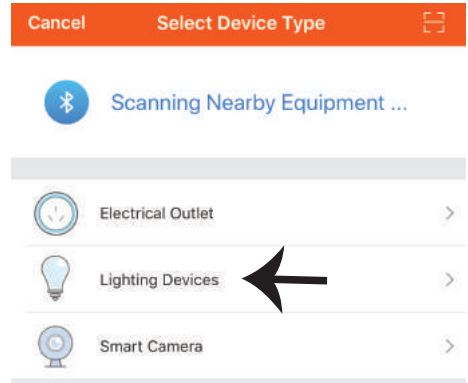 Cancel Select Device Type
Scanning Nearby Equipment ...
Electrical Outlet
Lighting Devices
Smart Camera